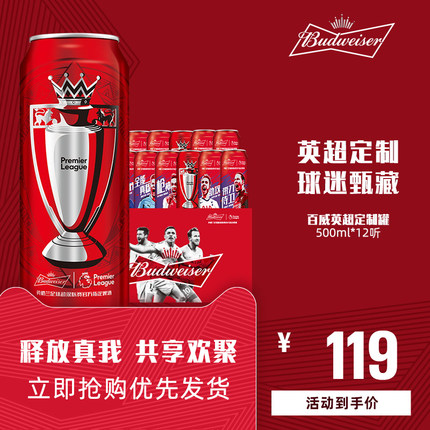 Budweiser
英超定制
球迷甄藏
百威英超定制罐
500ml*12听
Premier
League
Budweiser
Premier
League
Budweiser
释放真我 共享欢聚
立即抢购优先发货
¥ 119
活动到手价